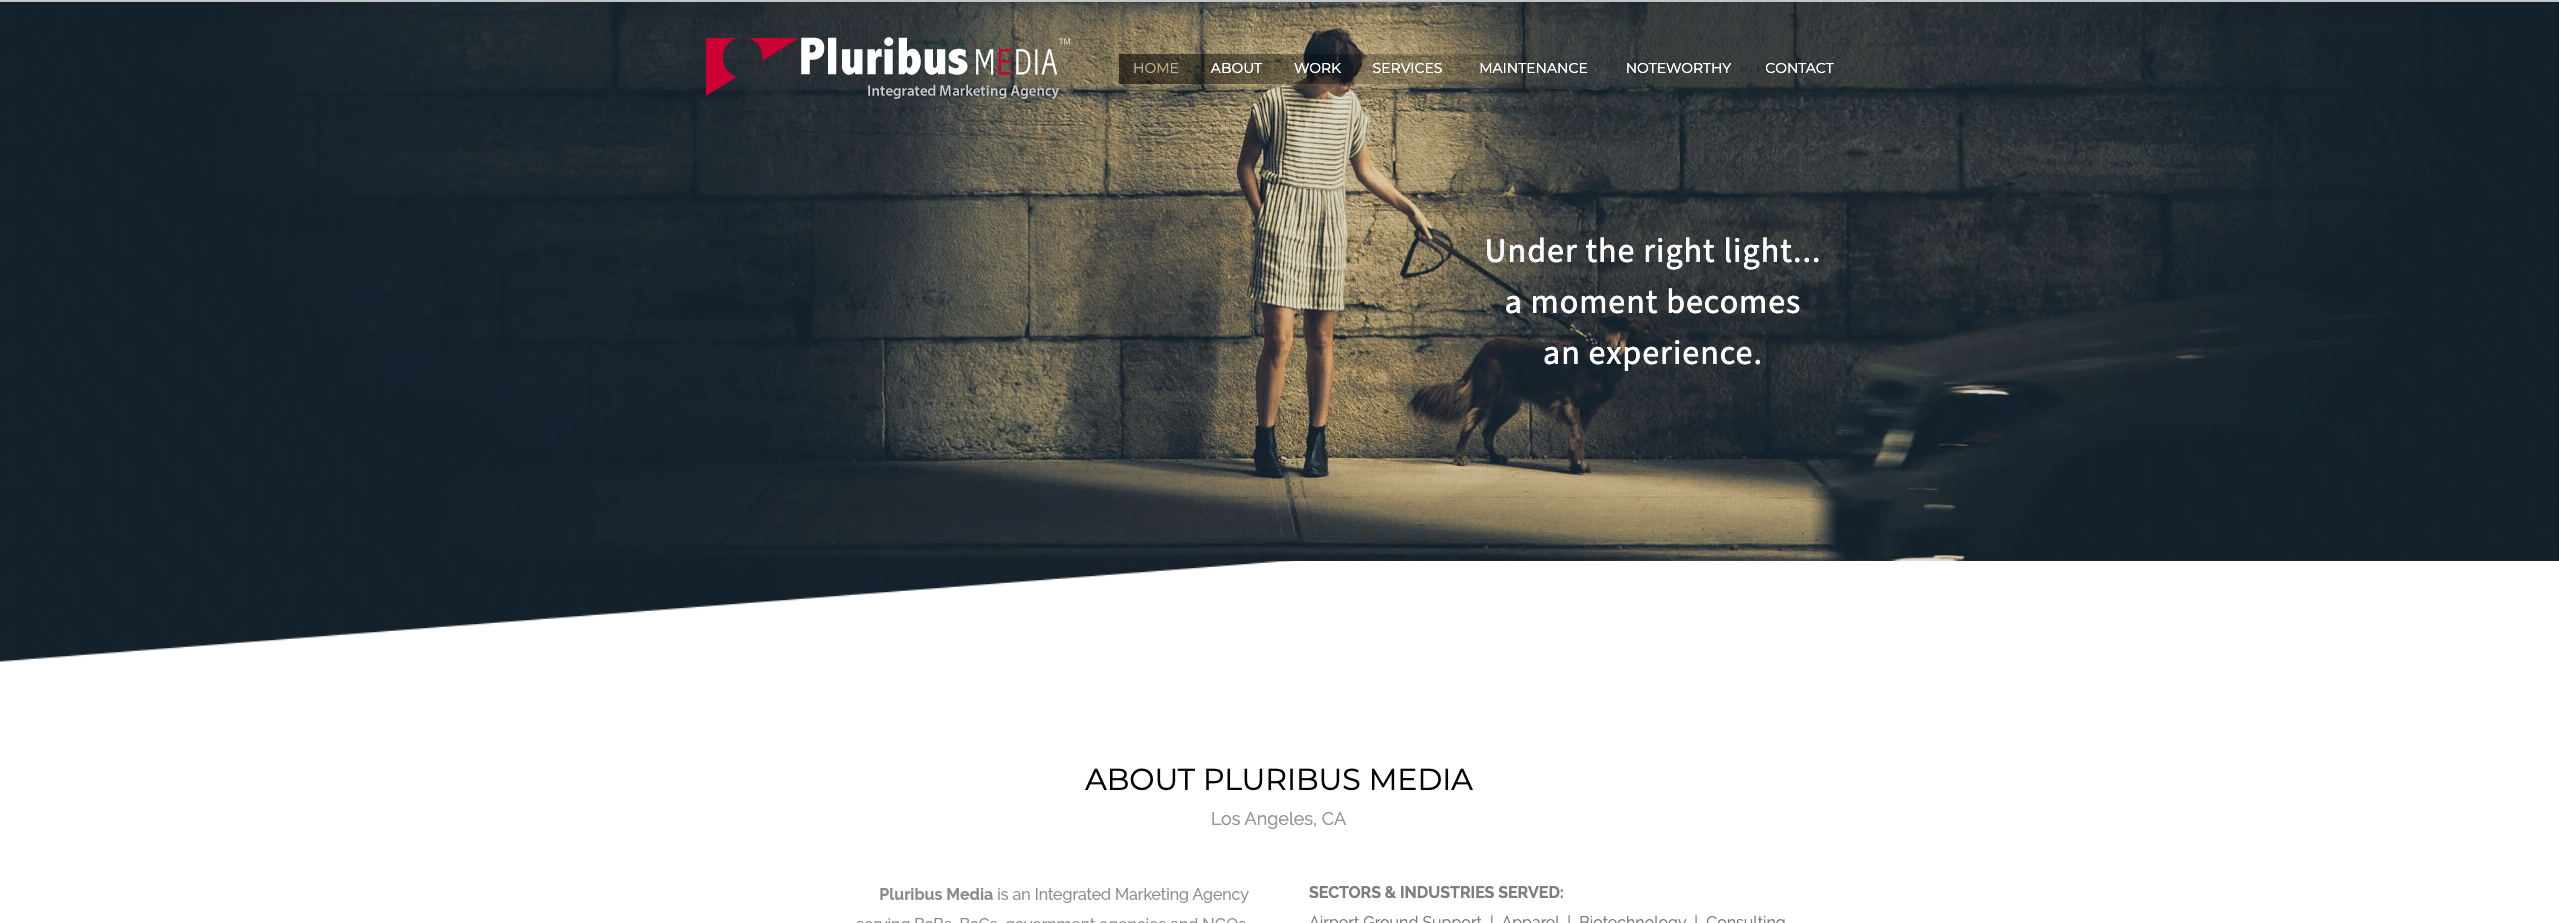 Pluribus MEDIA™
Integrated Marketing Agency
HOME ABOUT WORK SERVICES MAINTENANCE NOTEWORTHY CONTACT
Under the right light...
a moment becomes
an experience.
ABOUT PLURIBUS MEDIA
Los Angeles, CA
Pluribus Media is an Integrated Marketing Agency
serving BoBs, BoCs, government agencies and NGOs,
SECTORS & INDUSTRIES SERVED:
Airport Ground Support | Apparel | Biotechnology | Consulting